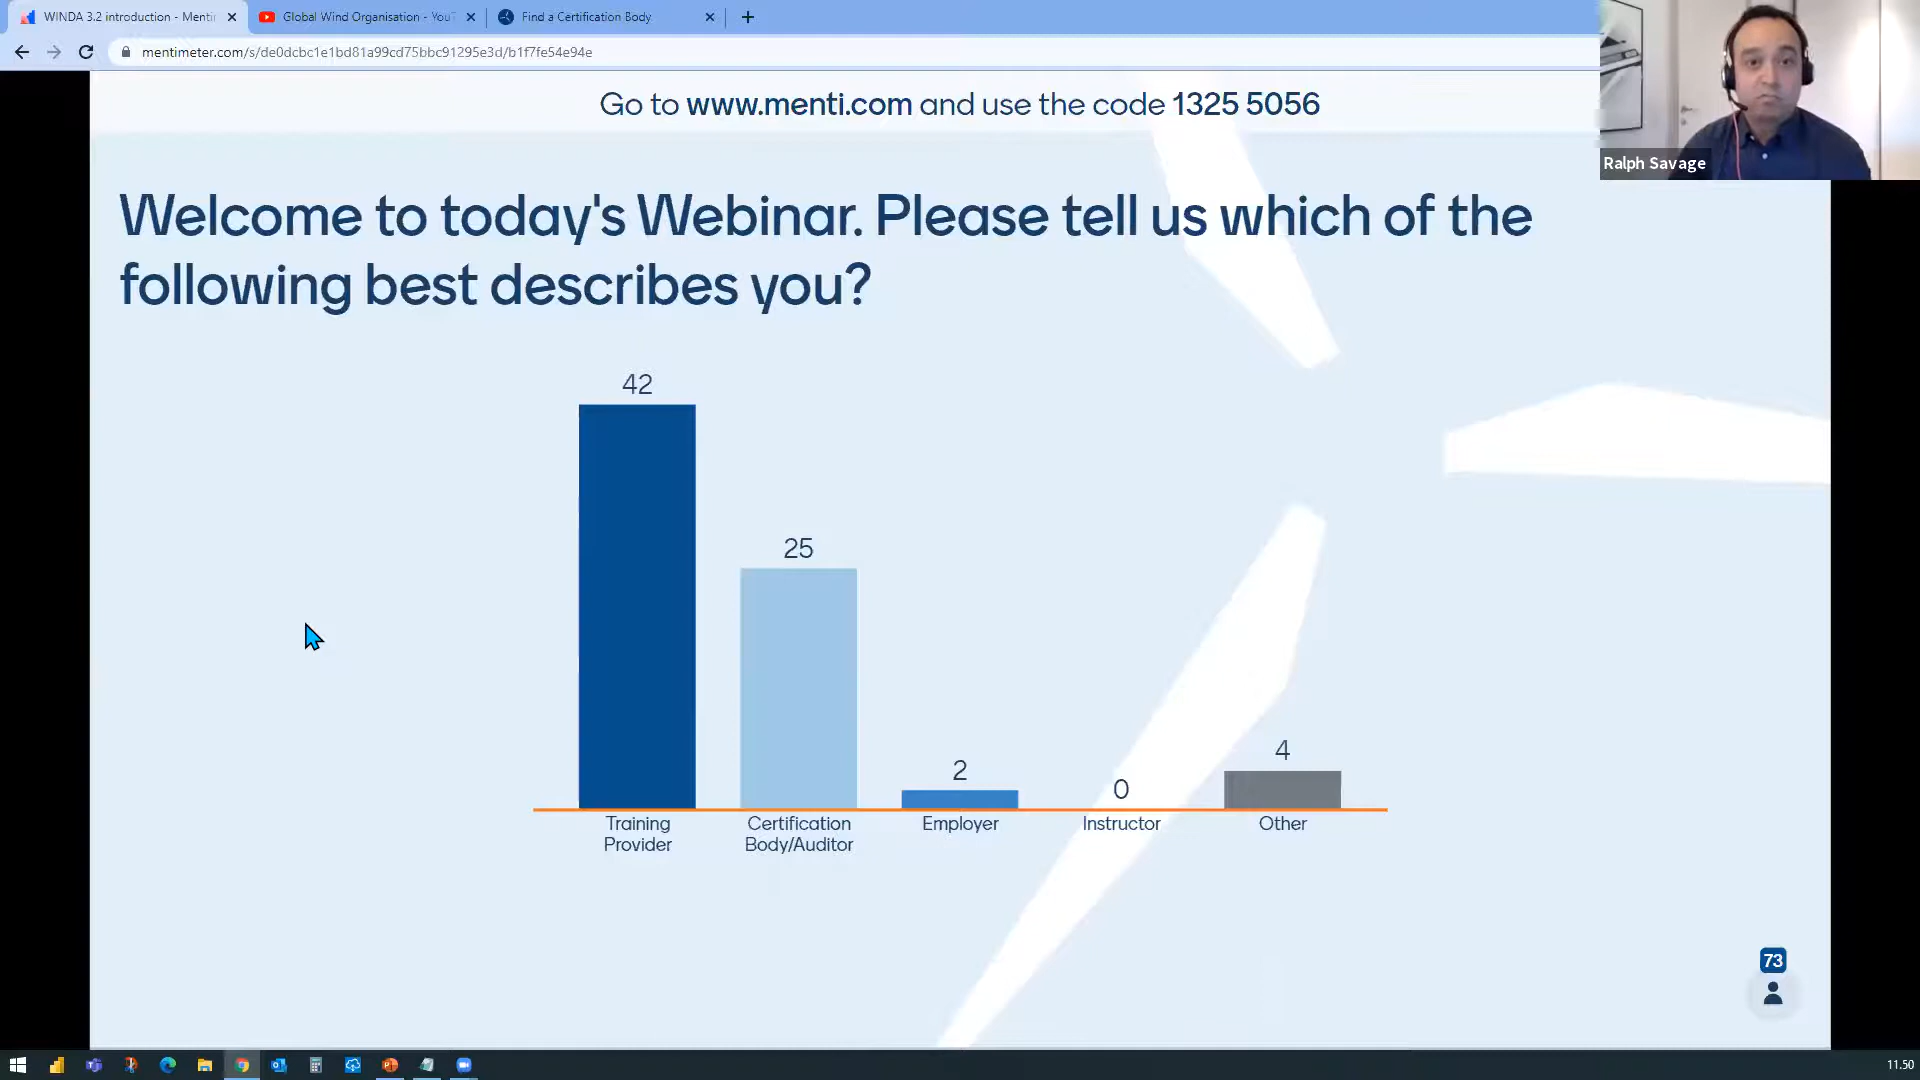 WINDA 3.2 introduction - Menti
Global Wind Organisation - YouT
Find a Certification Body
mentimeter.com/s/de0dcbc1e1bd81a99cd75bbc91295e3d/b1f7fe54e94e
Go to www.menti.com and use the code 1325 5056
Ralph Savage
Welcome to today's Webinar. Please tell us which of the
following best describes you?
42
25
2
0
4
Training
Provider
Certification
Body/Auditor
Employer
Instructor
Other
73
11.50